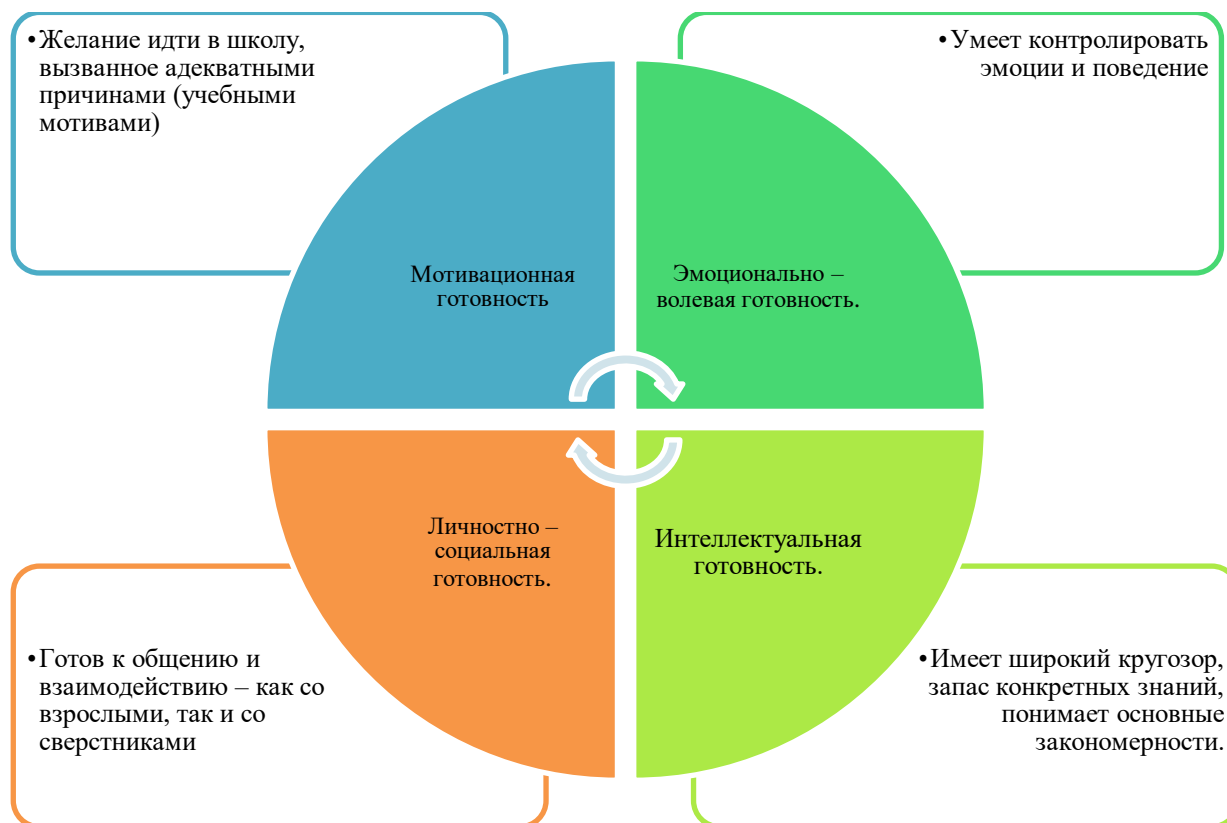 •Желание идти в школу,
вызванное адекватными
причинами (учебными
мотивами)
•Умеет контролировать
эмоции и поведение
Мотивационная
готовность
Эмоционально –
волевая готовность.
Личностно –
социальная
готовность.
Интеллектуальная
готовность.
•Готов к общению и
взаимодействию – как со
взрослыми, так и со
сверстниками
•Имеет широкий кругозор,
запас конкретных знаний,
понимает основные
закономерности.